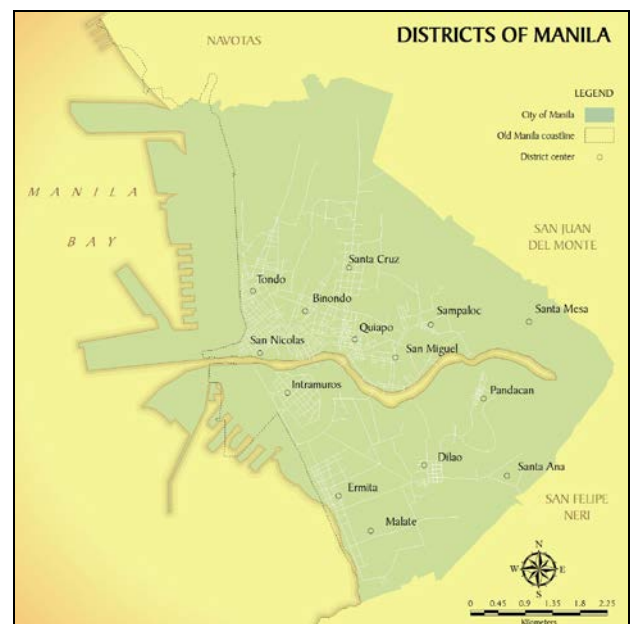 DISTRICTS OF MANILA
NAVOTAS
LEGEND
City of Manila
Old Manila coastline
District center
MANILA
BAY
SAN JUAN
DEL MONTE
Santa Cruz
Tondo
Binondo
Sampaloc
Santa Mesa
Quiapo
San Nicolas
San Miguel
Intramuros
Pandacan
Dilao
Santa Ana
Ermita
SAN FELIPE
NERI
Malate
N
W E
S
0 0.45 0.9 1.35 1.8 2.25
Kilometers